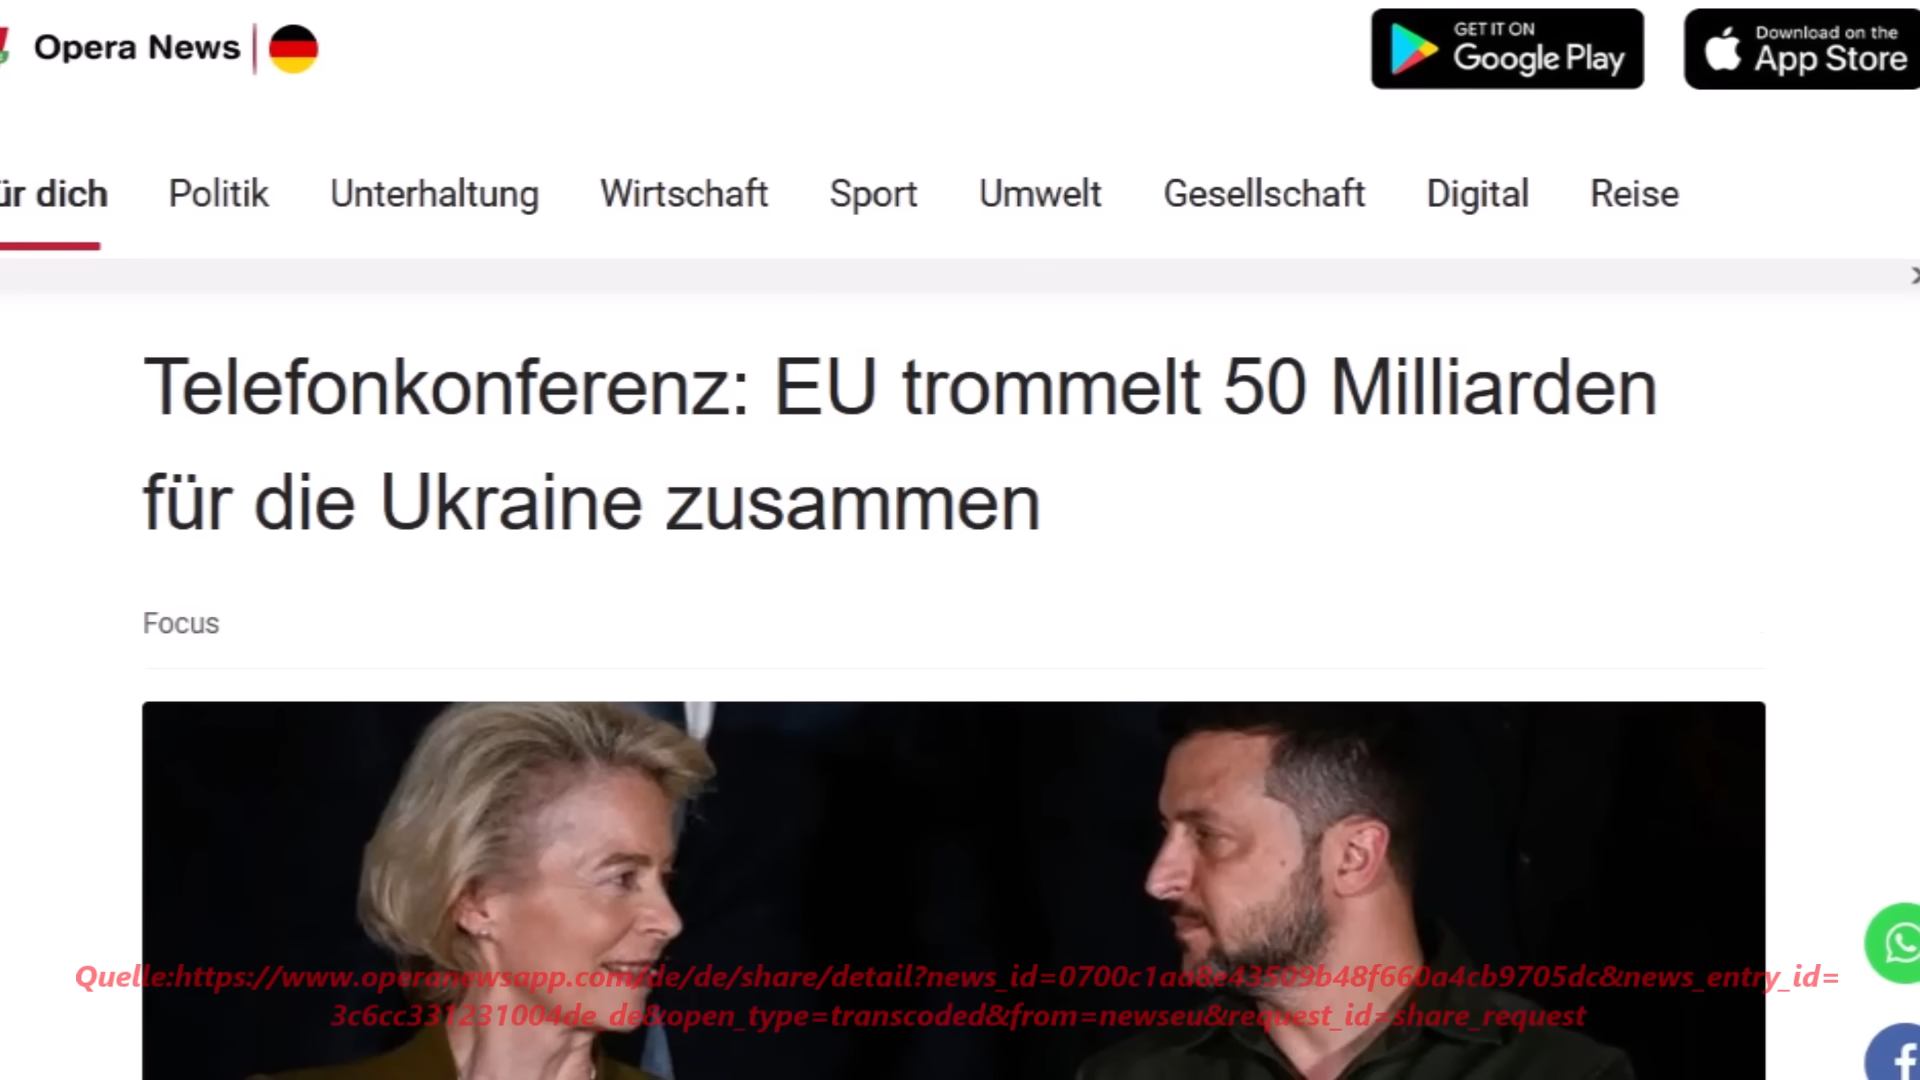 Opera News
GET IT ON
Google Play
Download on the
App Store
ür dich Politik Unterhaltung Wirtschaft Sport Umwelt Gesellschaft Digital Reise
Telefonkonferenz: EU trommelt 50 Milliarden
für die Ukraine zusammen
Focus
Quelle:https://www.operanewsapp.com/de/de/share/detail?news_id=0700c1aa8e43509b48f660a4cb9705dc&news_entry_id=
3c6cc331231004de_de&open_type=transcoded&from=newseu&request_id=share_request